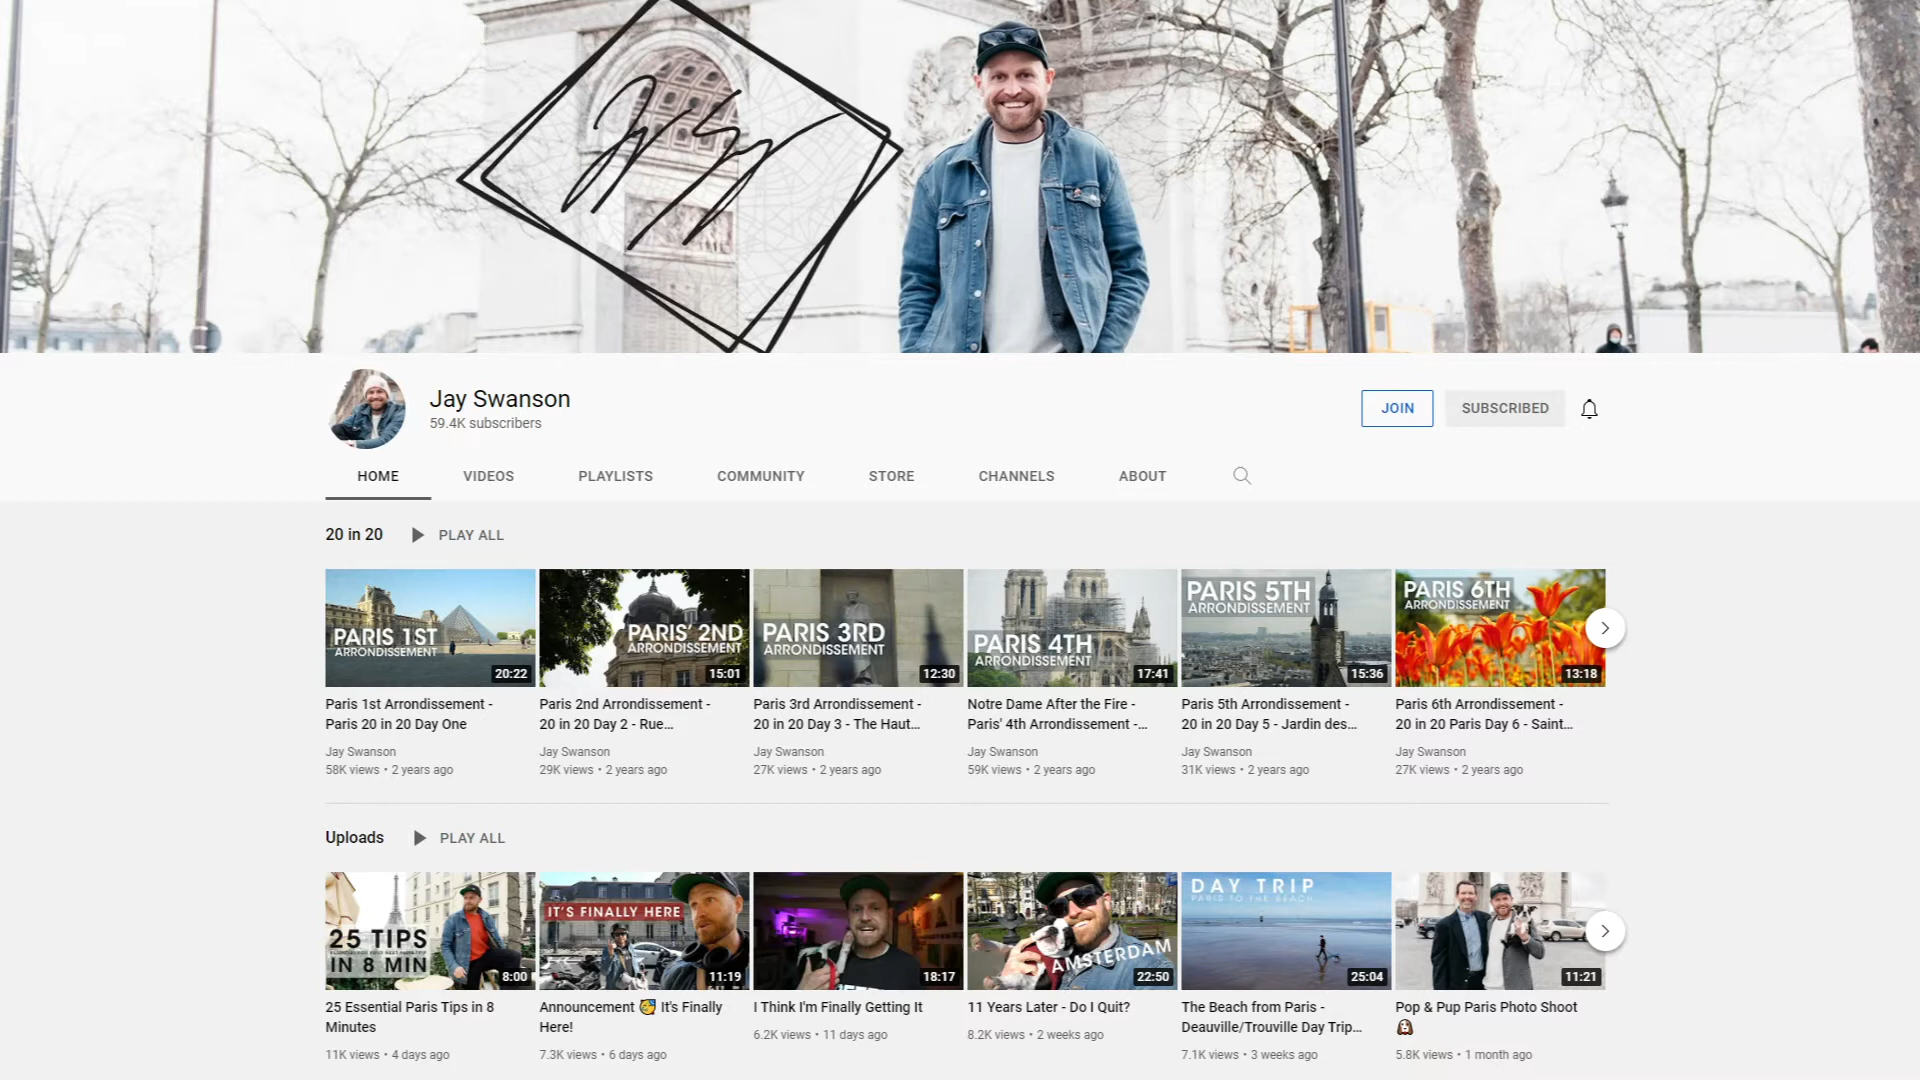 Jay Swanson
59.4K subscribers
JOIN
SUBSCRIBED
HOME
VIDEOS
PLAYLISTS
COMMUNITY
STORE
CHANNELS
ABOUT
20 in 20
PLAY ALL
PARIS 1ST
ARRONDISSEMENT
20:22
PARIS' 2ND
ARRONDISSEMENT
15:01
PARIS 3RD
ARRONDISSEMENT
12:30
PARIS 4TH
ARRONDISSEMENT
17:41
PARIS 5TH
ARRONDISSEMENT
15:36
PARIS 6TH
ARRONDISSEMENT
13:18
Paris 1st Arrondissement -
Paris 20 in 20 Day One
Jay Swanson
58K views • 2 years ago
Paris 2nd Arrondissement -
20 in 20 Day 2 - Rue...
Jay Swanson
29K views • 2 years ago
Paris 3rd Arrondissement -
20 in 20 Day 3 - The Haut...
Jay Swanson
27K views • 2 years ago
Notre Dame After the Fire -
Paris' 4th Arrondissement -...
Jay Swanson
59K views • 2 years ago
Paris 5th Arrondissement -
20 in 20 Day 5 - Jardin des...
Jay Swanson
31K views • 2 years ago
Paris 6th Arrondissement -
20 in 20 Paris Day 6 - Saint...
Jay Swanson
27K views • 2 years ago
Uploads
PLAY ALL
25 TIPS
IN 8 MIN
8:00
IT'S FINALLY HERE
11:19
18:17
AMSTERDAM
22:50
DAY TRIP
PARIS TO THE BEACH
25:04
11:21
25 Essential Paris Tips in 8
Minutes
11K views • 4 days ago
Announcement 🥳 It's Finally
Here!
7.3K views • 6 days ago
I Think I'm Finally Getting It
6.2K views • 11 days ago
11 Years Later - Do I Quit?
8.2K views • 2 weeks ago
The Beach from Paris -
Deauville/Trouville Day Trip...
7.1K views • 3 weeks ago
Pop & Pup Paris Photo Shoot
🐶
5.8K views • 1 month ago